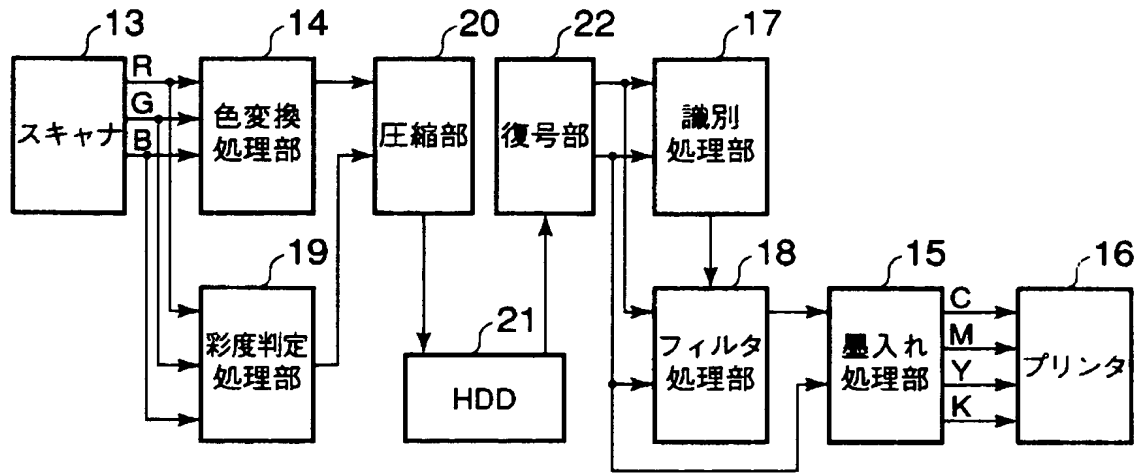 13
スキャナ
R
G
B
14
色変換
処理部
20
圧縮部
22
復号部
17
識別
処理部
19
彩度判定
処理部
21
HDD
18
フィルタ
処理部
15
墨入れ
処理部
C
M
Y
K
16
プリンタ